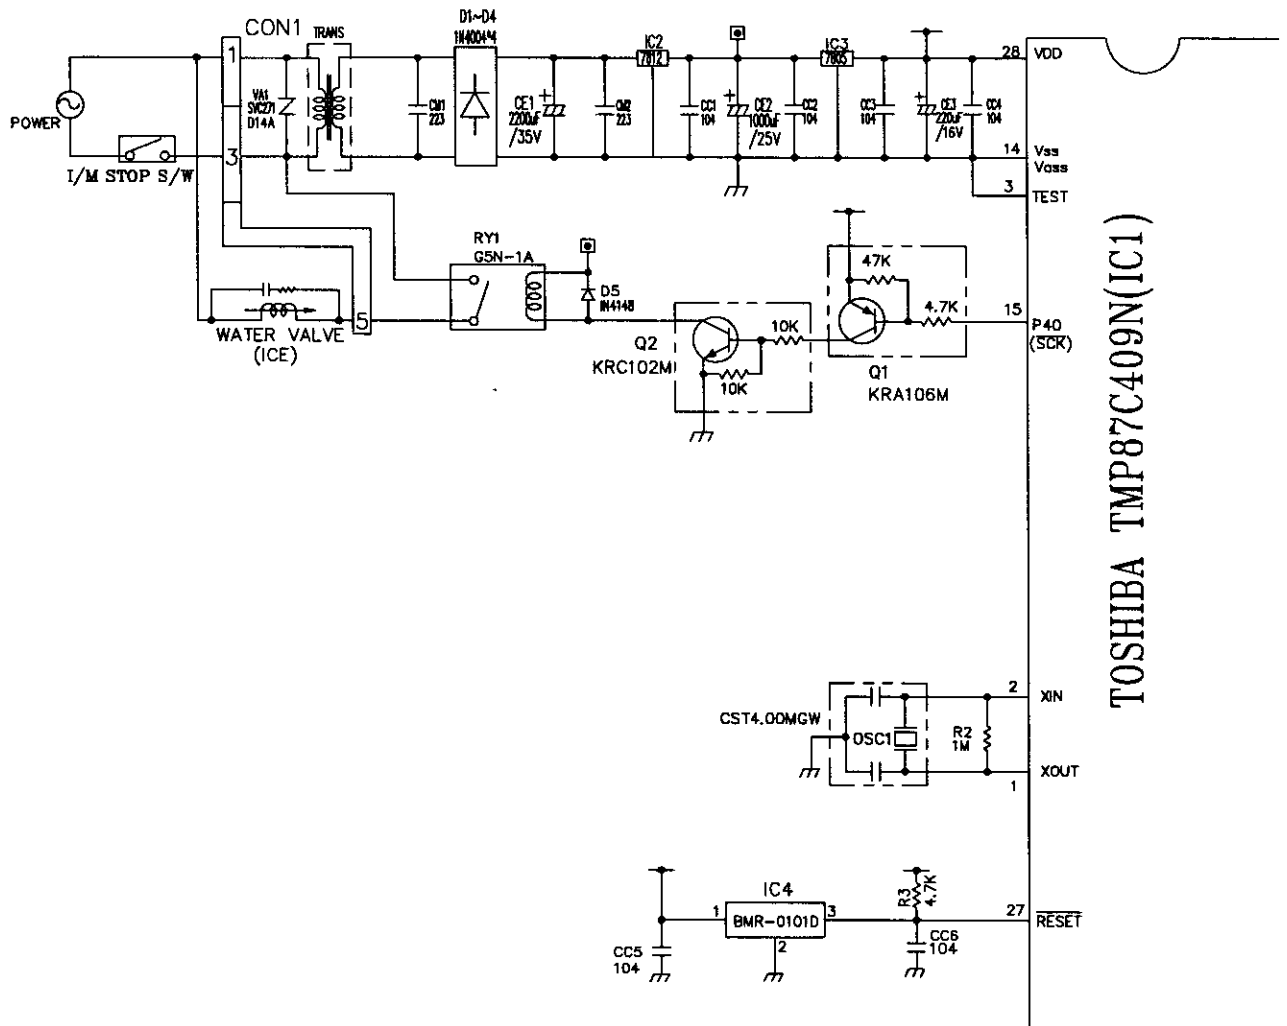 CON1
TRANS
D1~D4
1N4004*4
IC2
7812
IC3
7805
28
VDD
1
POWER
VA1
SVC271
D14A
CM1
223
CE1
2200uF
/35V
CM2
223
CC1
104
CE2
1000uF
/25V
CC2
104
CC3
104
CE3
220uF
/16V
CC4
104
3
I/M STOP S/W
14
Vss
Vass
3
TEST
RY1
G5N-1A
D5
IN4148
47K
4.7K
15
P40
(SCK)
WATER VALVE
(ICE)
5
Q2
KRC102M
10K
10K
Q1
KRA106M
TOSHIBA TMP87C409N(IC1)
CST4.00MGW
OSC1
2
XIN
R2
1M
XOUT
1
IC4
1
BMR-0101D
3
2
CC5
104
R3
4.7K
27
RESET
CC6
104